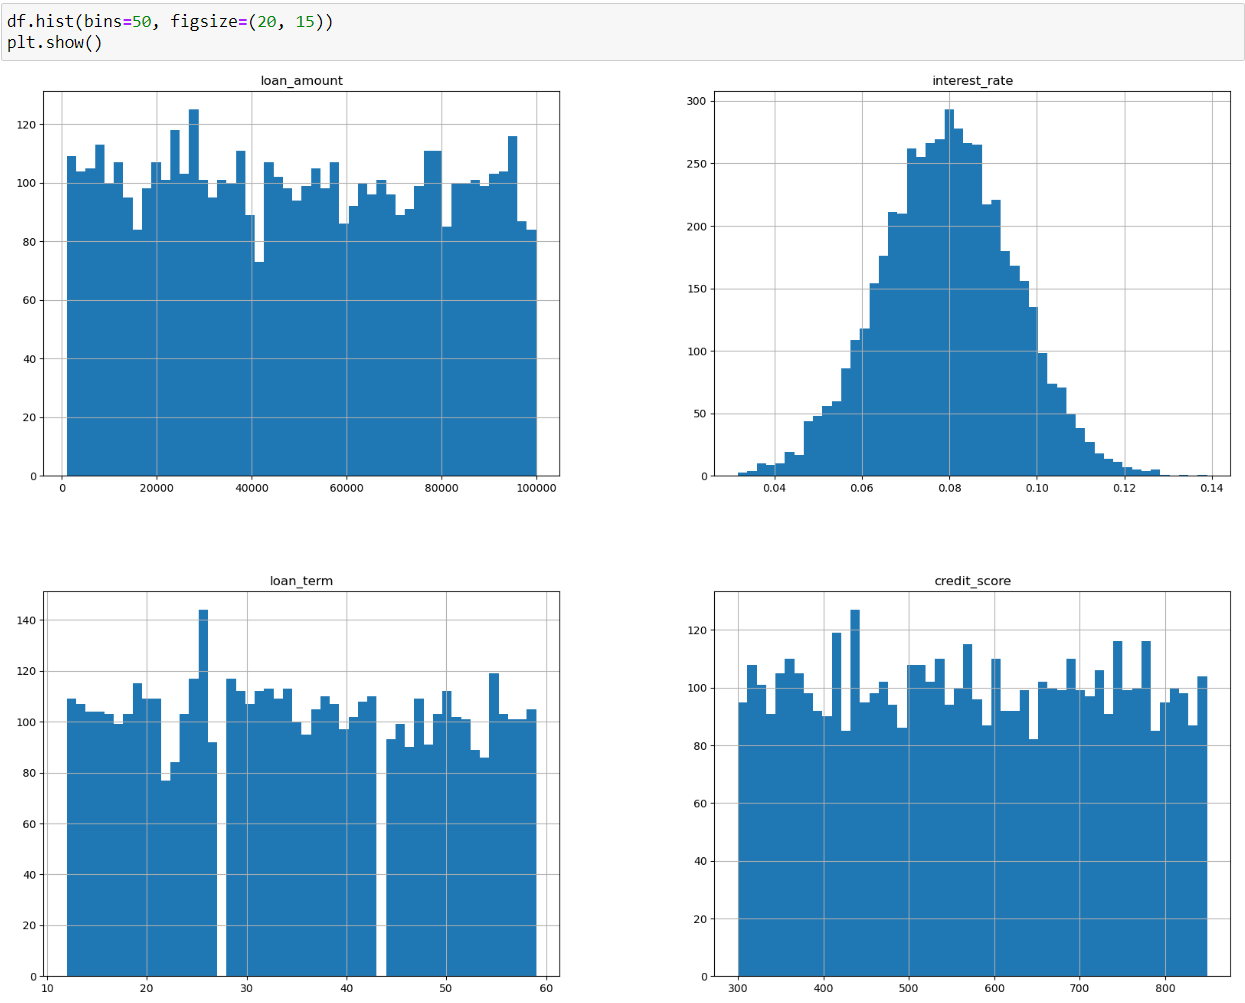 df.hist(bins=50, figsize=(20, 15))
plt.show()
loan_amount
120
100
80
60
40
20
0
0 20000 40000 60000 80000 100000
interest_rate
300
250
200
150
100
50
0
0.04 0.06 0.08 0.10 0.12 0.14
loan_term
140
120
100
80
60
40
20
0
10 20 30 40 50 60
credit_score
120
100
80
60
40
20
0
300 400 500 600 700 800